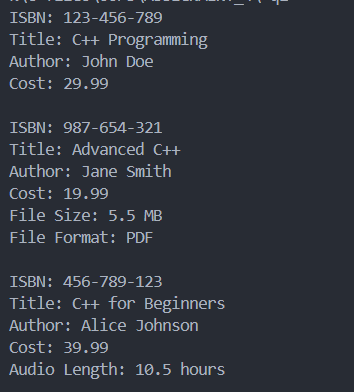 ISBN: 123-456-789
Title: C++ Programming
Author: John Doe
Cost: 29.99
ISBN: 987-654-321
Title: Advanced C++
Author: Jane Smith
Cost: 19.99
File Size: 5.5 MB
File Format: PDF
ISBN: 456-789-123
Title: C++ for Beginners
Author: Alice Johnson
Cost: 39.99
Audio Length: 10.5 hours